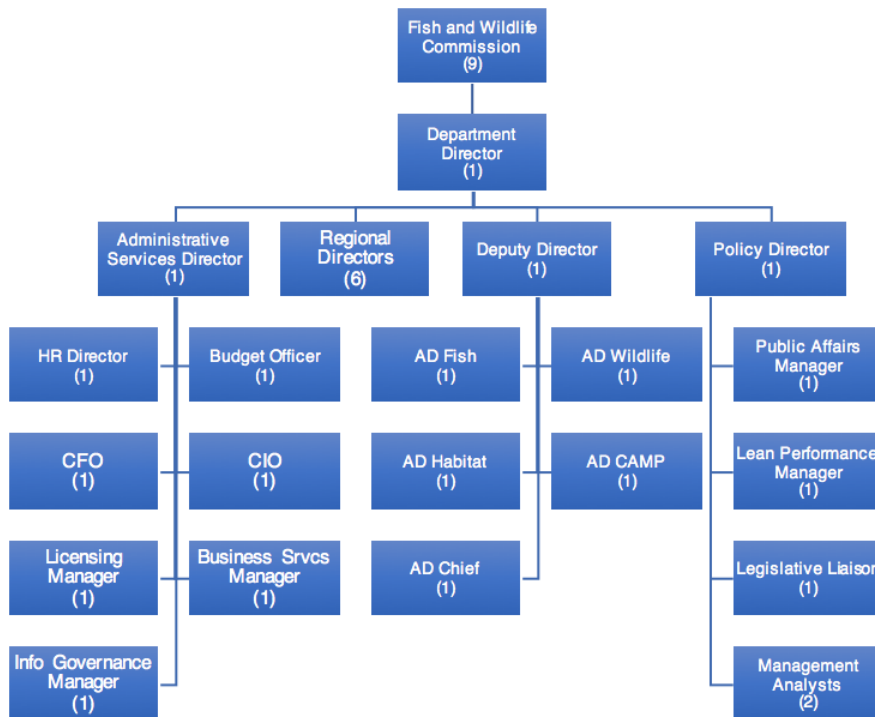 Fish and Wildlife
Commission
(9)
Department
Director
(1)
Administrative
Services Director
(1)
Regional
Directors
(6)
Deputy Director
(1)
Policy Director
(1)
HR Director
(1)
Budget Officer
(1)
AD Fish
(1)
AD Wildlife
(1)
Public Affairs
Manager
(1)
CFO
(1)
CIO
(1)
AD Habitat
(1)
AD CAMP
(1)
Lean Performance
Manager
(1)
Licensing
Manager
(1)
Business Srvcs
Manager
(1)
AD Chief
(1)
Legislative Liaison
(1)
Info Governance
Manager
(1)
Management
Analysts
(2)